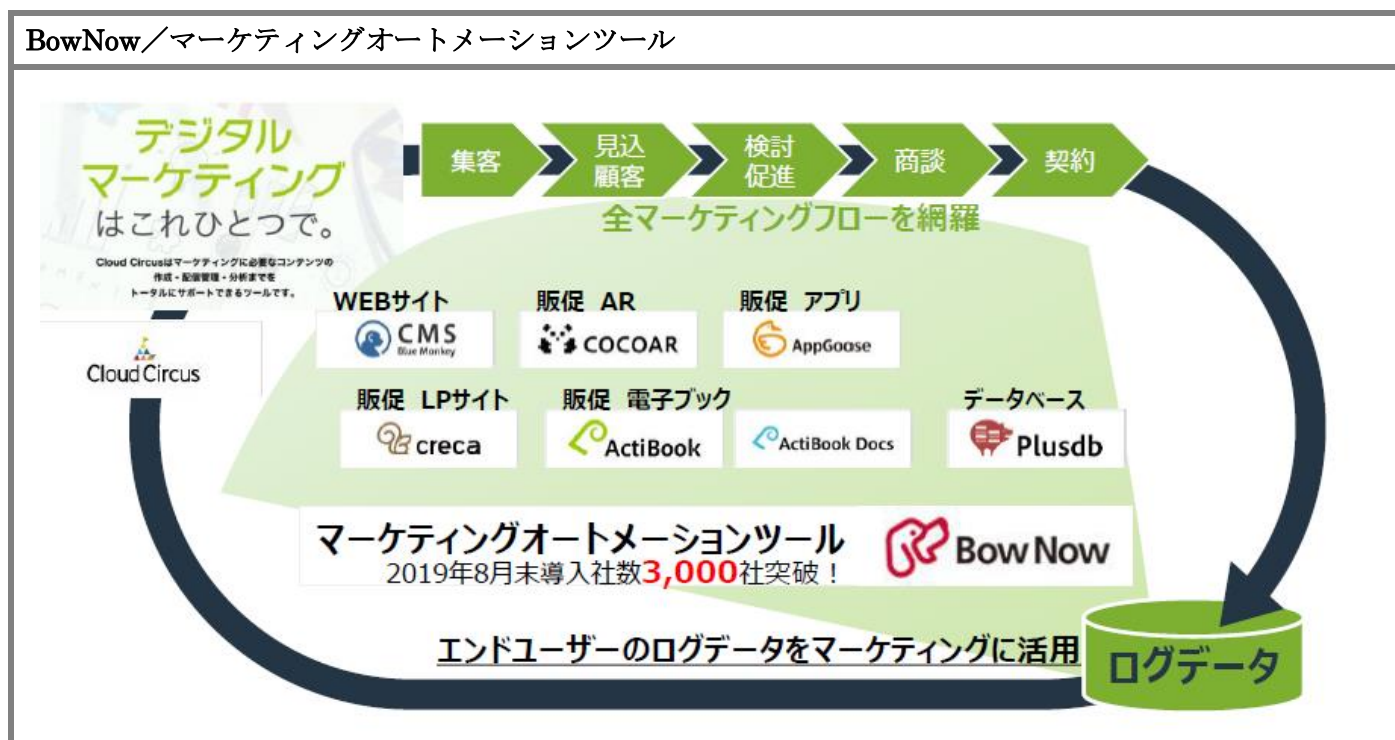 BowNow／マーケティングオートメーションツール
デジタル
マーケティング
はこれひとつで。
Cloud Circusはマーケティングに必要なコンテンツの
作成・配信管理・分析までを
トータルにサポートできるツールです。
Cloud Circus
集客
見込
顧客
検討
促進
商談
契約
全マーケティングフローを網羅
WEBサイト
CMS
Blue Monkey
販促 AR
COCOAR
販促 アプリ
AppGoose
販促 LPサイト
creca
販促 電子ブック
ActiBook
ActiBook Docs
データベース
Plusdb
マーケティングオートメーションツール
2019年8月末導入社数3,000社突破！
BowNow
エンドユーザーのログデータをマーケティングに活用
ログデータ